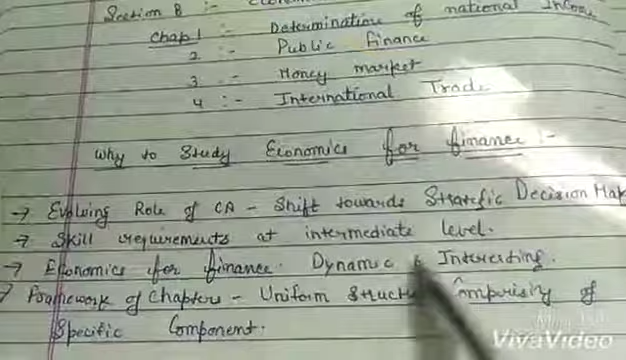 Section B :-
Chap 1 :- Determination of national Income
2 :- Public finance
3 :- Money market
4 :- International Trade
Why to Study Economics for finance :-
→ Evolving Role of CA - Shift towards Strategic Decision Mak
→ Skill requirements at intermediate level.
→ Economics for finance. Dynamic & Interesting.
→ Framework of Chapters - Uniform Struct Comprising of
Specific Component.
VivaVideo